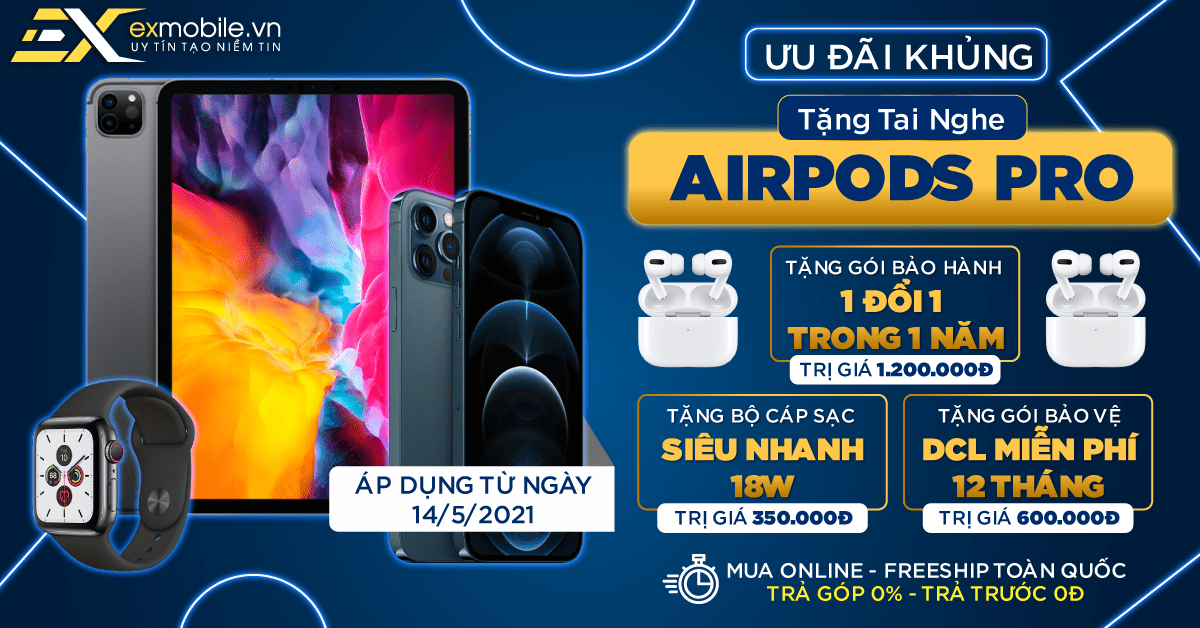 EX
exmobile.vn
UY TÍN TẠO NIỀM TIN
ƯU ĐÃI KHỦNG
Tặng Tai Nghe
AIRPODS PRO
TẶNG GÓI BẢO HÀNH
1 ĐỔI 1
TRONG 1 NĂM
TRỊ GIÁ 1.200.000Đ
TẶNG BỘ CÁP SẠC
SIÊU NHANH
18W
TRỊ GIÁ 350.000Đ
TẶNG GÓI BẢO VỆ
DCL MIỄN PHÍ
12 THÁNG
TRỊ GIÁ 600.000Đ
ÁP DỤNG TỪ NGÀY
14/5/2021
MUA ONLINE - FREESHIP TOÀN QUỐC
TRẢ GÓP 0% - TRẢ TRƯỚC 0Đ